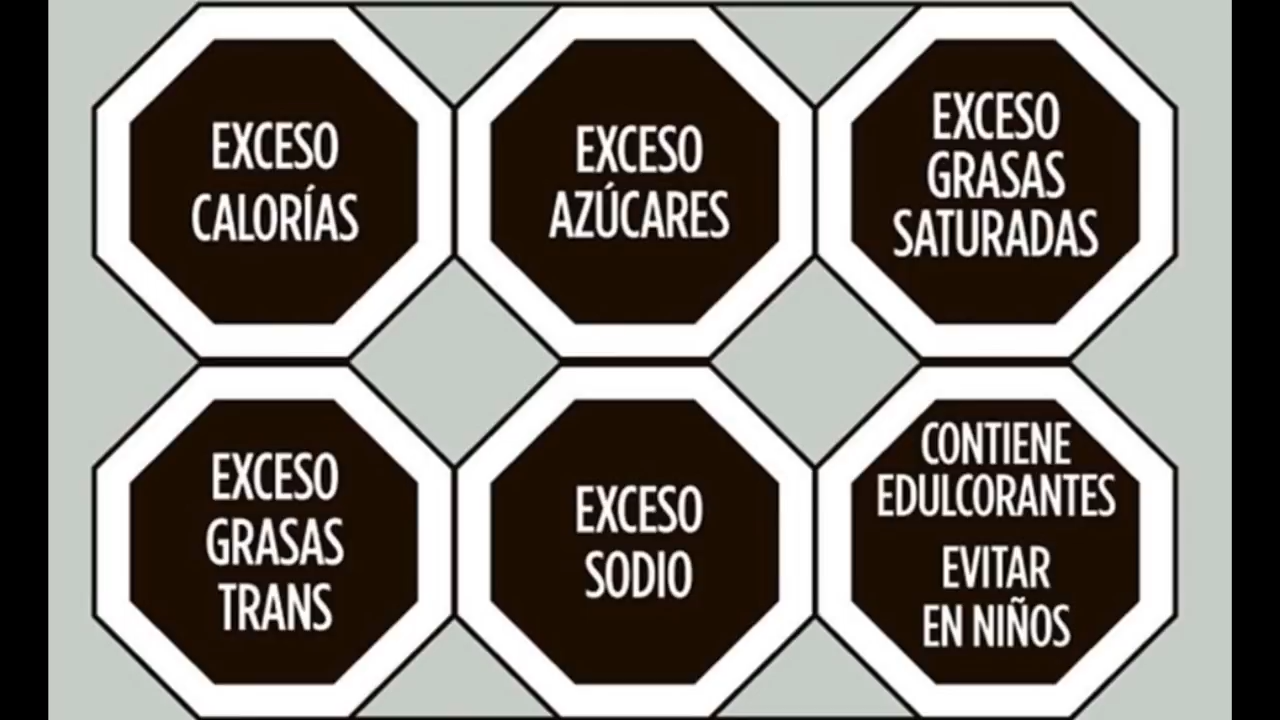 EXCESO
CALORÍAS
EXCESO
AZÚCARES
EXCESO
GRASAS
SATURADAS
EXCESO
GRASAS
TRANS
EXCESO
SODIO
CONTIENE
EDULCORANTES
EVITAR
EN NIÑOS